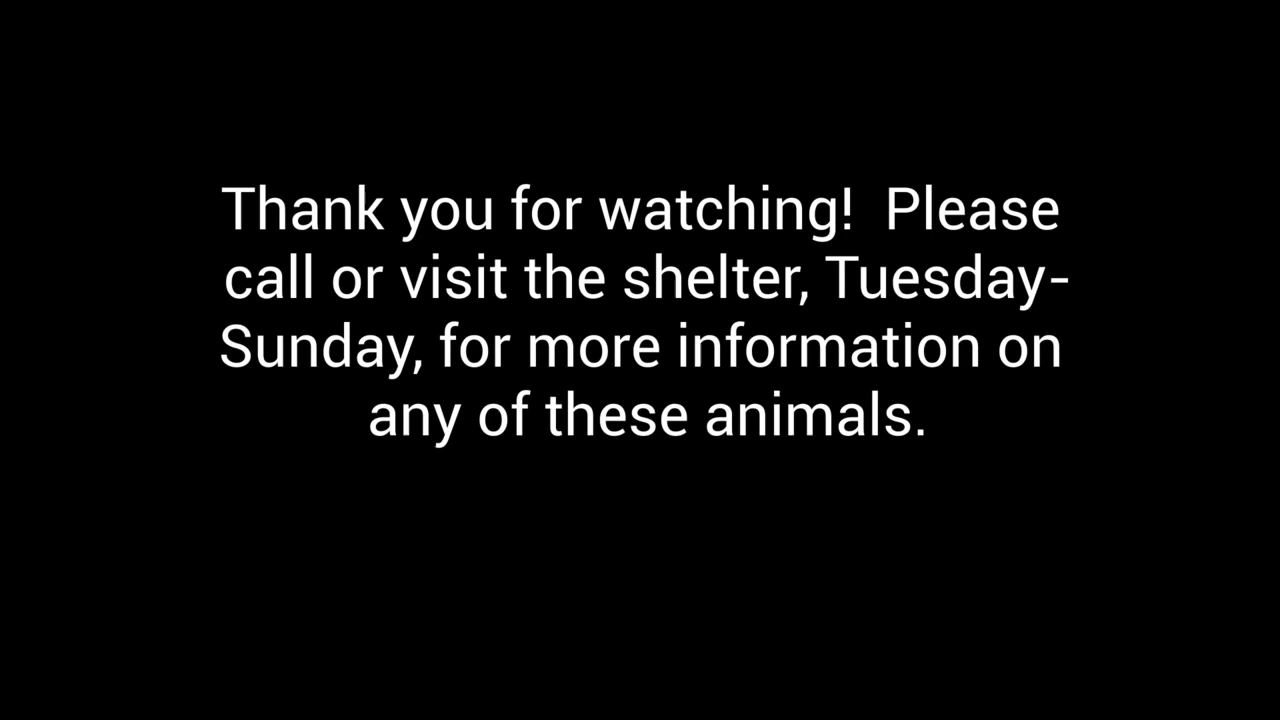 Thank you for watching!  Please
call or visit the shelter, Tuesday-
Sunday, for more information on
any of these animals.